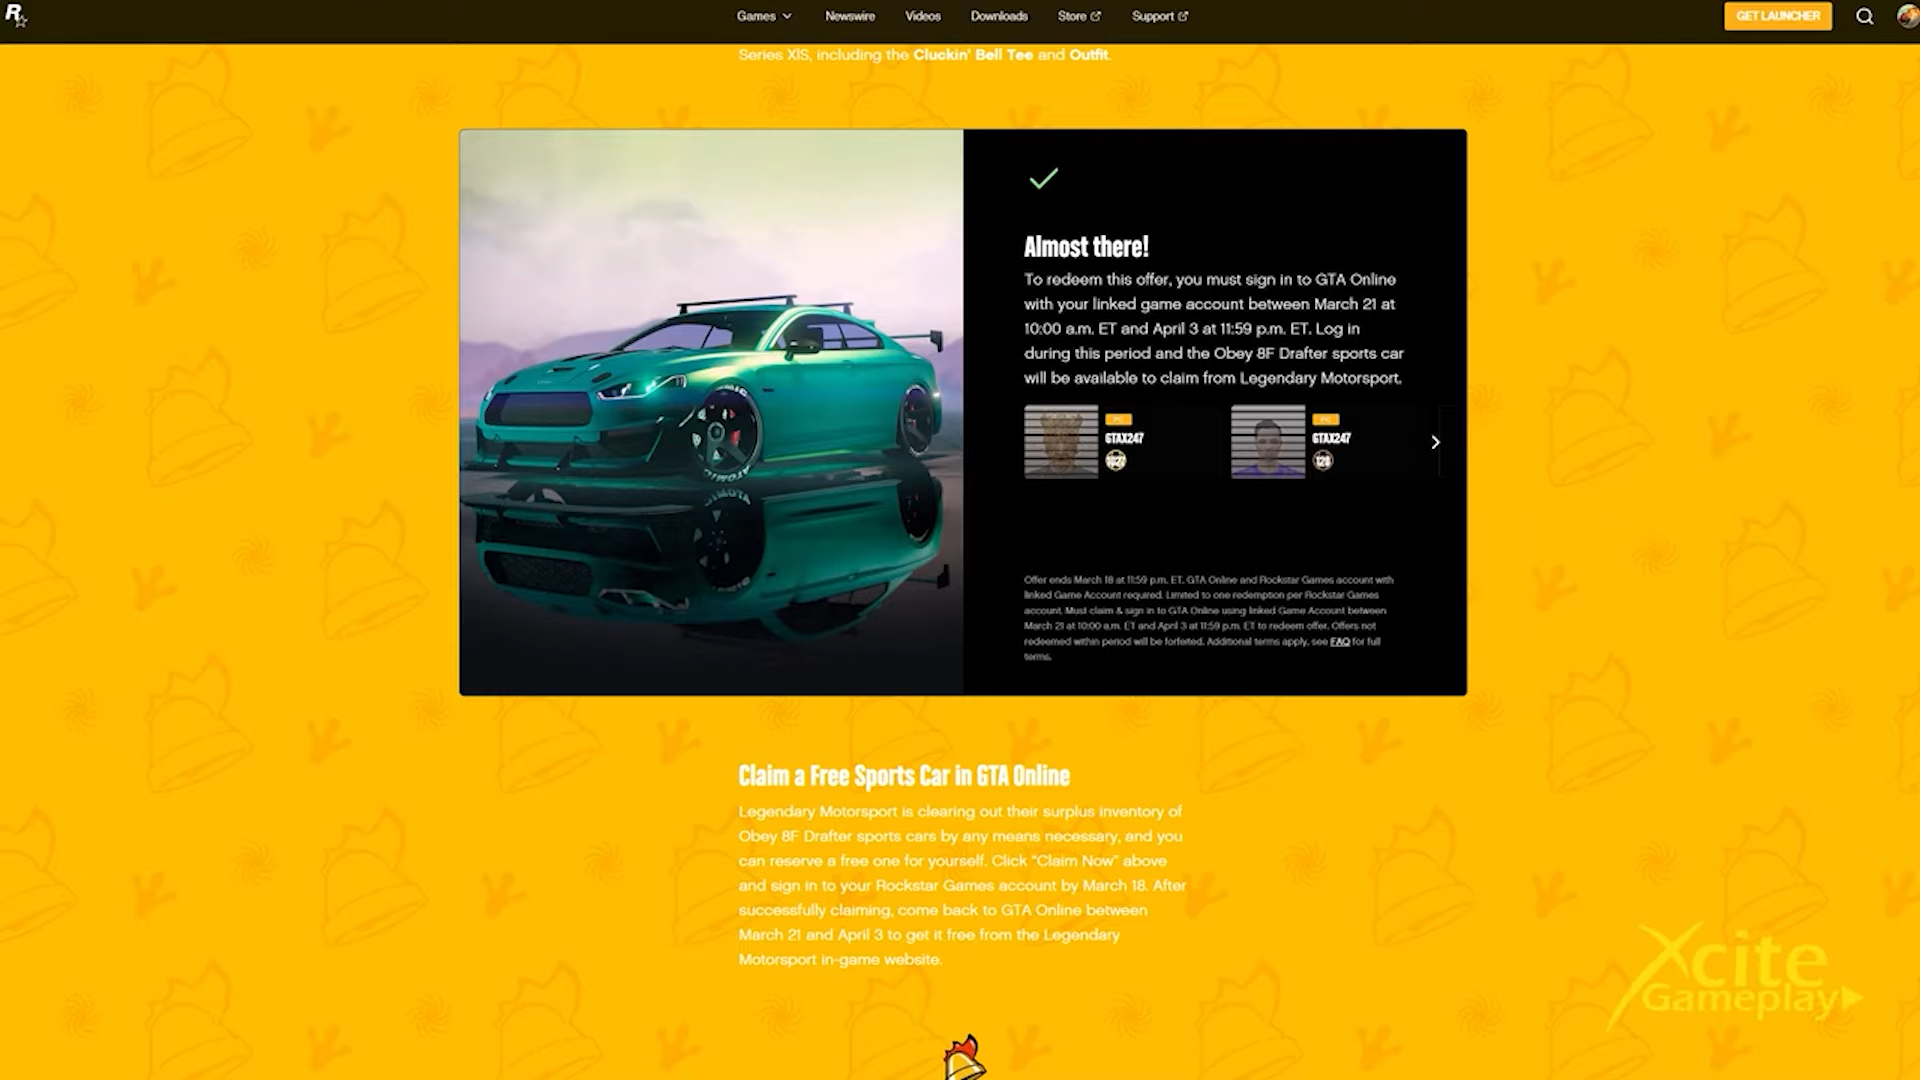 R
Games
Newswire
Videos
Downloads
Store
Support
GET LAUNCHER
Series X|S, including the Cluckin' Bell Tee and Outfit.
Almost there!
To redeem this offer, you must sign in to GTA Online
with your linked game account between March 21 at
10:00 a.m. ET and April 3 at 11:59 p.m. ET. Log in
during this period and the Obey 8F Drafter sports car
will be available to claim from Legendary Motorsport.
PC
GTAX247
PC
GTAX247
120
Offer ends March 18 at 11:59 p.m. ET. GTA Online and Rockstar Games account with
linked Game Account required. Limited to one redemption per Rockstar Games
account. Must claim & sign in to GTA Online using linked Game Account between
March 21 at 10:00 a.m. ET and April 3 at 11:59 p.m. ET to redeem offer. Offers not
redeemed within period will be forfeited. Additional terms apply, see FAQ for full
terms.
ATOMIC
Claim a Free Sports Car in GTA Online
Legendary Motorsport is clearing out their surplus inventory of
Obey 8F Drafter sports cars by any means necessary, and you
can reserve a free one for yourself. Click “Claim Now” above
and sign in to your Rockstar Games account by March 18. After
successfully claiming, come back to GTA Online between
March 21 and April 3 to get it free from the Legendary
Motorsport in-game website.
Xcite
Gameplay